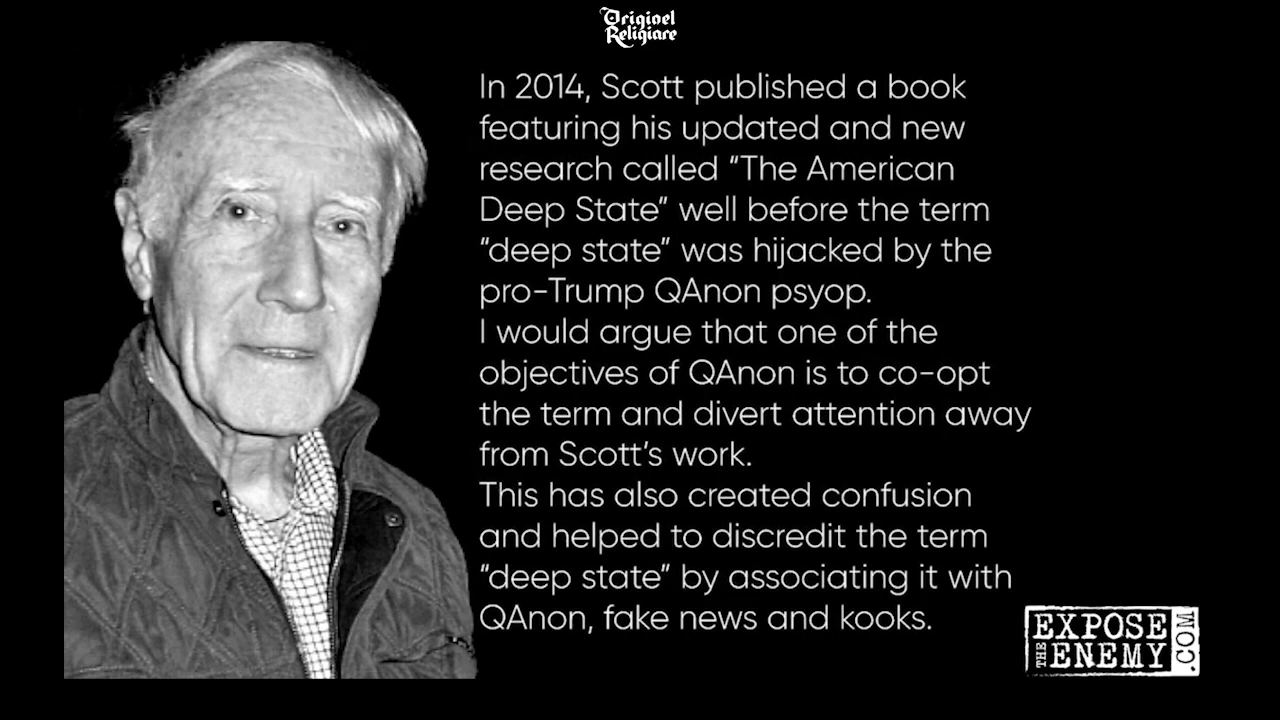 Originel
Religiare
In 2014, Scott published a book
featuring his updated and new
research called “The American
Deep State” well before the term
“deep state” was hijacked by the
pro-Trump QAnon psyop.
I would argue that one of the
objectives of QAnon is to co-opt
the term and divert attention away
from Scott’s work.
This has also created confusion
and helped to discredit the term
“deep state” by associating it with
QAnon, fake news and kooks.
EXPOSE
THE ENEMY
.COM